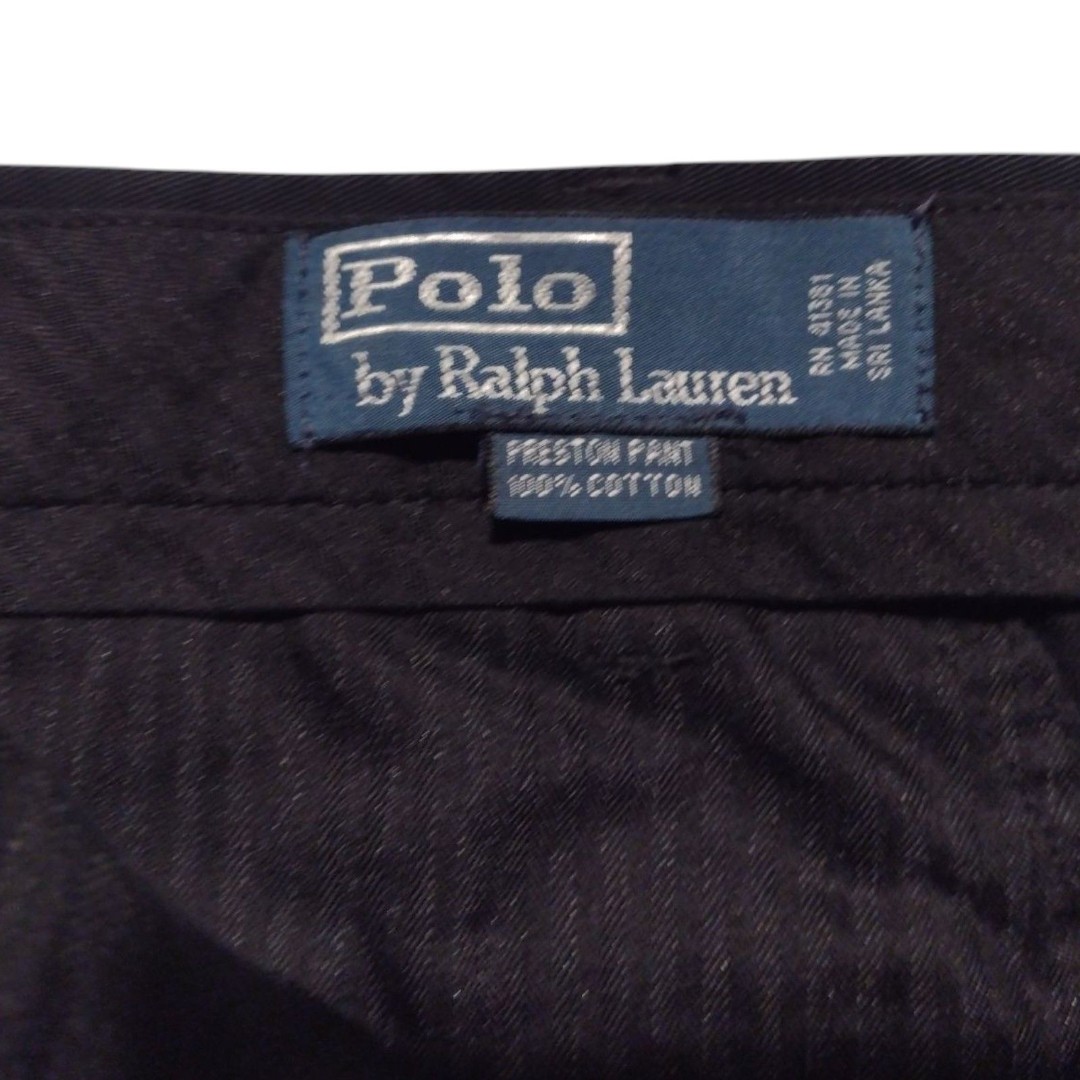 Polo
by Ralph Lauren
RN 41381
MADE IN
SRI LANKA
PRESTON PANT
100% COTTON